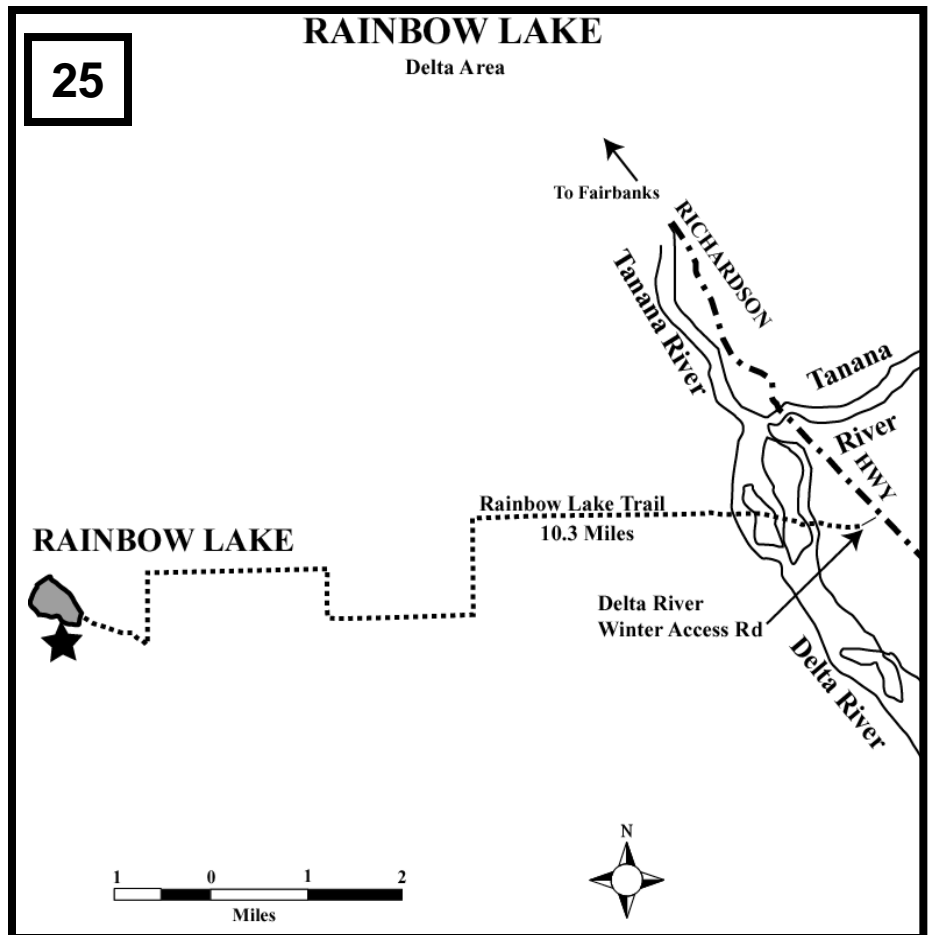 RAINBOW LAKE
Delta Area
25
To Fairbanks
RICHARDSON
Tanana River
Tanana
River
HWY
Rainbow Lake Trail
10.3 Miles
RAINBOW LAKE
Delta River
Winter Access Rd
Delta River
N
1 0 1 2
Miles